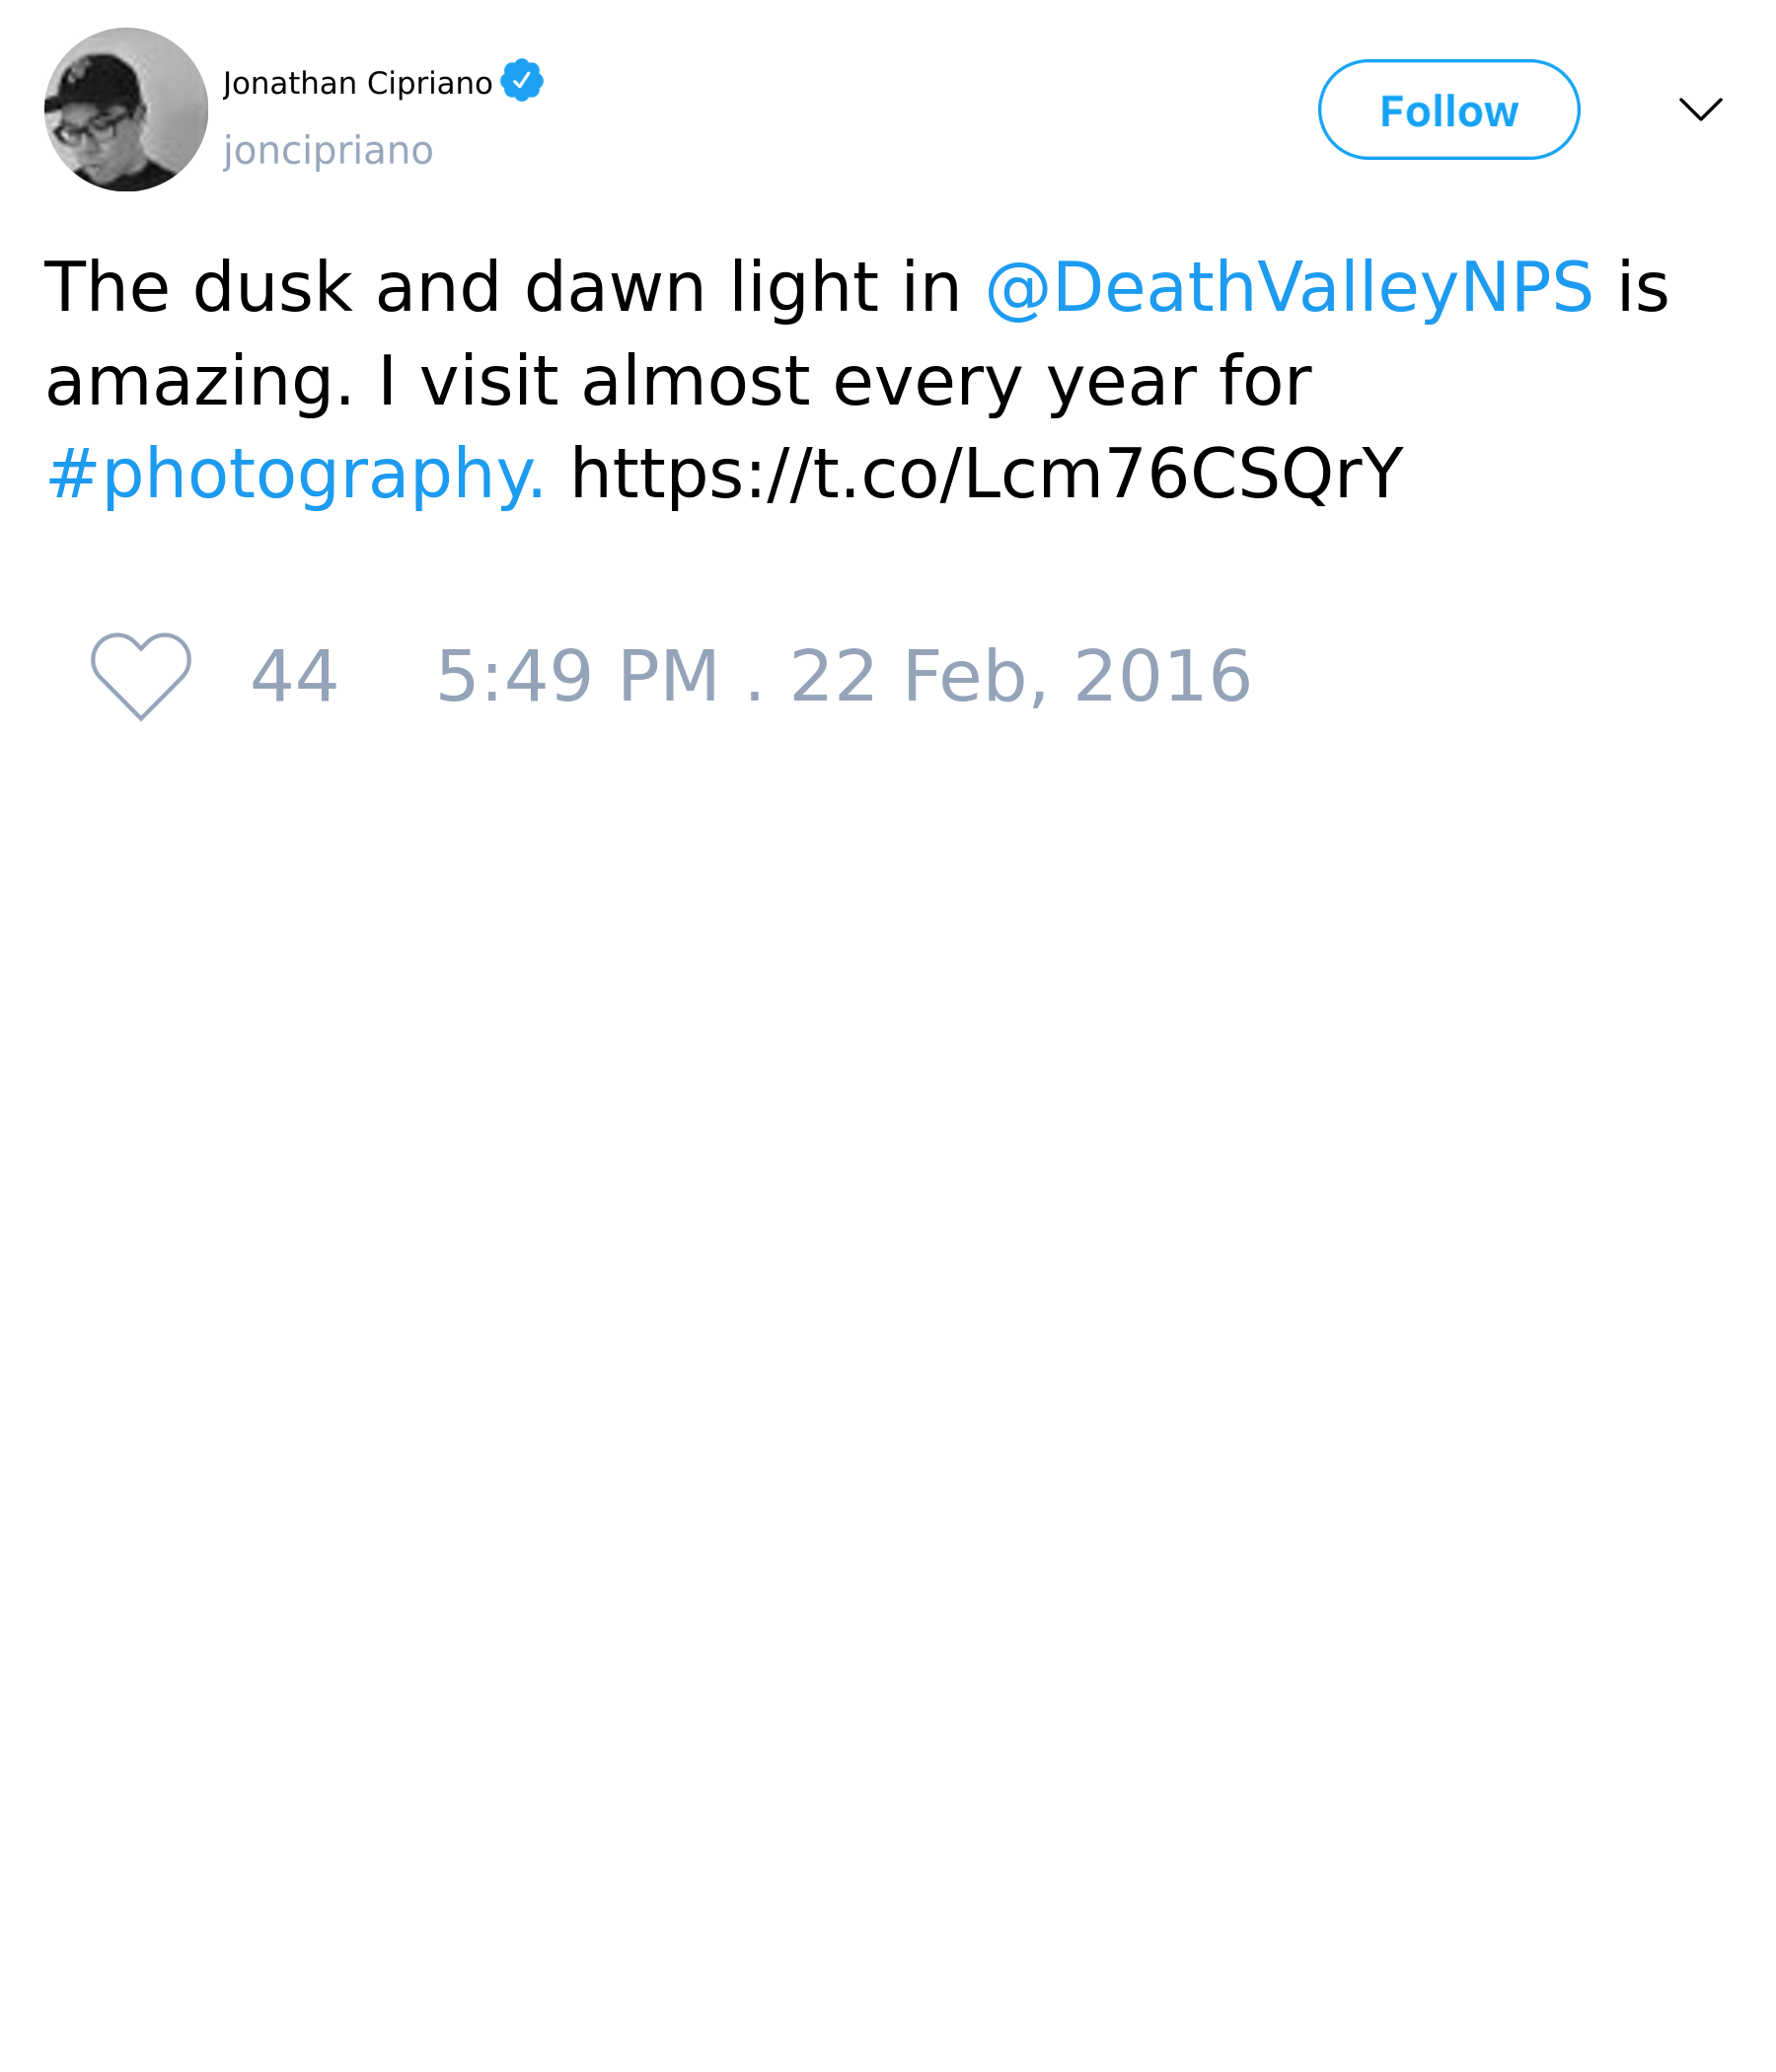 Jonathan Cipriano
joncipriano
Follow
The dusk and dawn light in @DeathValleyNPS is
amazing. I visit almost every year for
#photography. https://t.co/Lcm76CSQrY
44 5:49 PM . 22 Feb, 2016